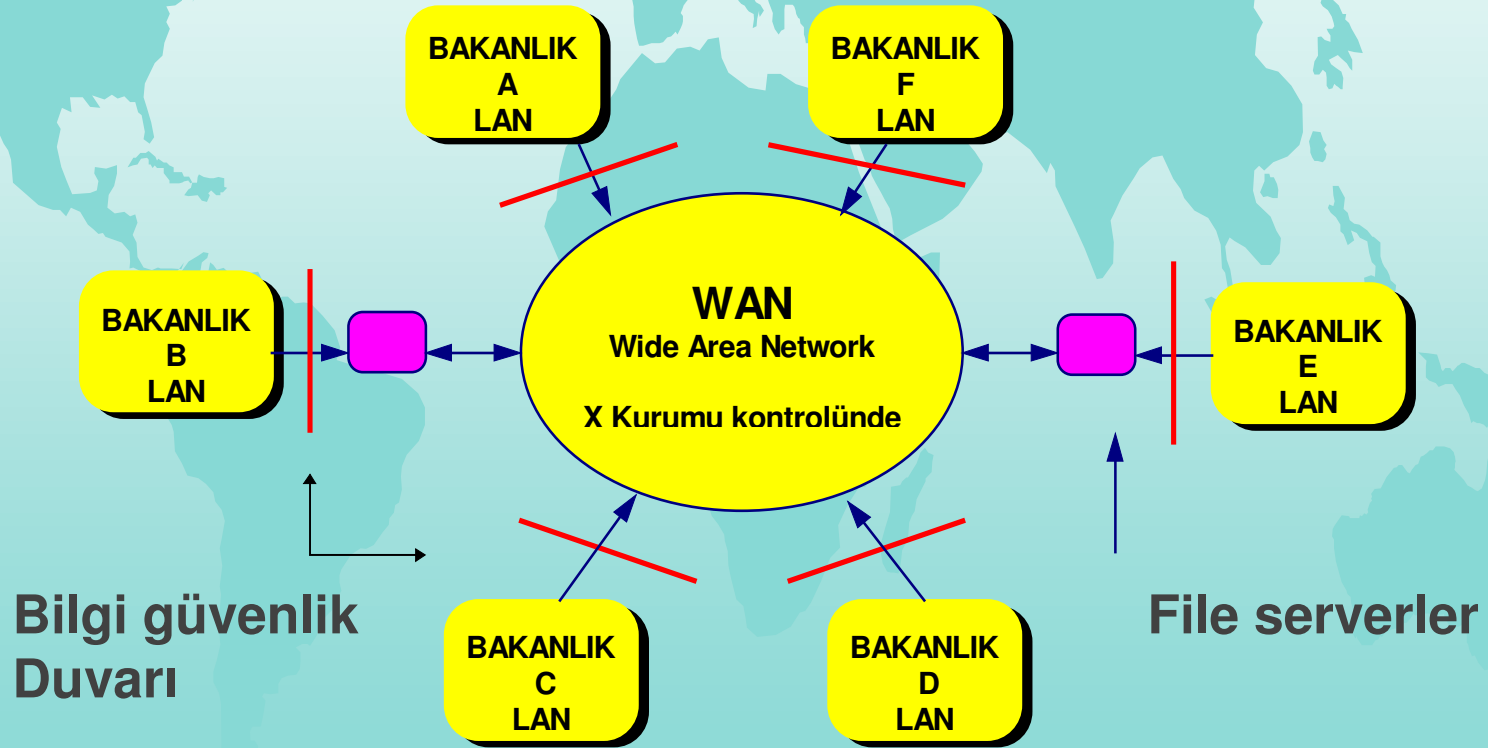 BAKANLIK
A
LAN
BAKANLIK
F
LAN
BAKANLIK
B
LAN
WAN
Wide Area Network
X Kurumu kontrolünde
BAKANLIK
E
LAN
Bilgi güvenlik
Duvarı
File serverler
BAKANLIK
C
LAN
BAKANLIK
D
LAN